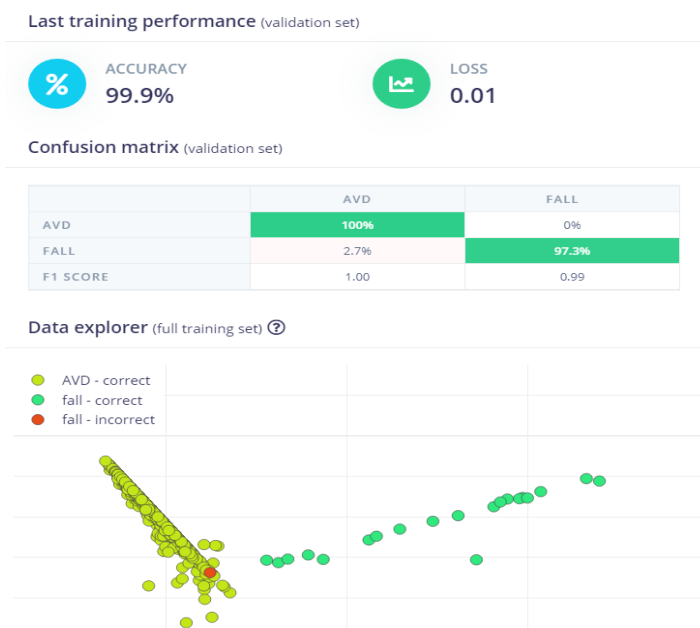 Last training performance (validation set)
%
ACCURACY
99.9%
LOSS
0.01
Confusion matrix (validation set)
AVD FALL
AVD 100% 0%
FALL 2.7% 97.3%
F1 SCORE 1.00 0.99
Data explorer (full training set) ?
AVD - correct
fall - correct
fall - incorrect